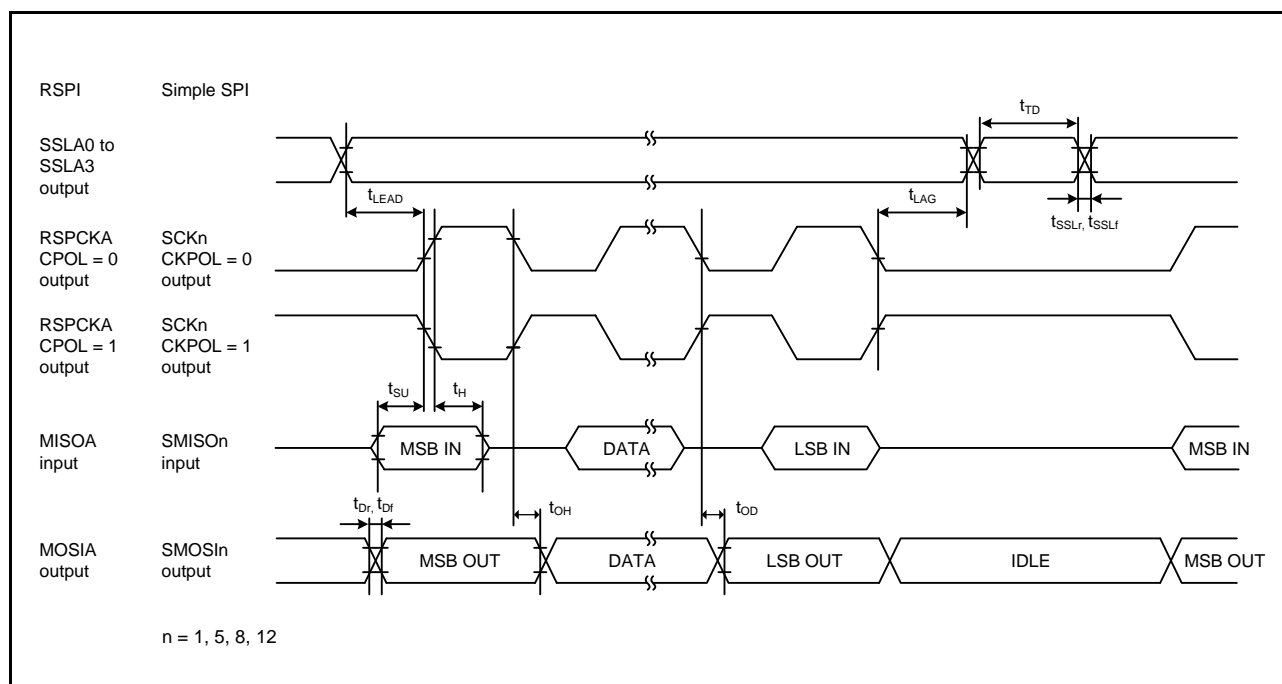 RSPI Simple SPI
SSLA0 to
SSLA3
output
tTD
tLEAD
tLAG
tSSLr, tSSLf
RSPCKA SCKn
CPOL = 0 CKPOL = 0
output output
RSPCKA SCKn
CPOL = 1 CKPOL = 1
output output
tSU tH
MISOA SMISOn
input input
MSB IN DATA LSB IN MSB IN
tDr, tDf tOH tOD
MOSIA SMOSIn
output output
MSB OUT DATA LSB OUT IDLE MSB OUT
n = 1, 5, 8, 12